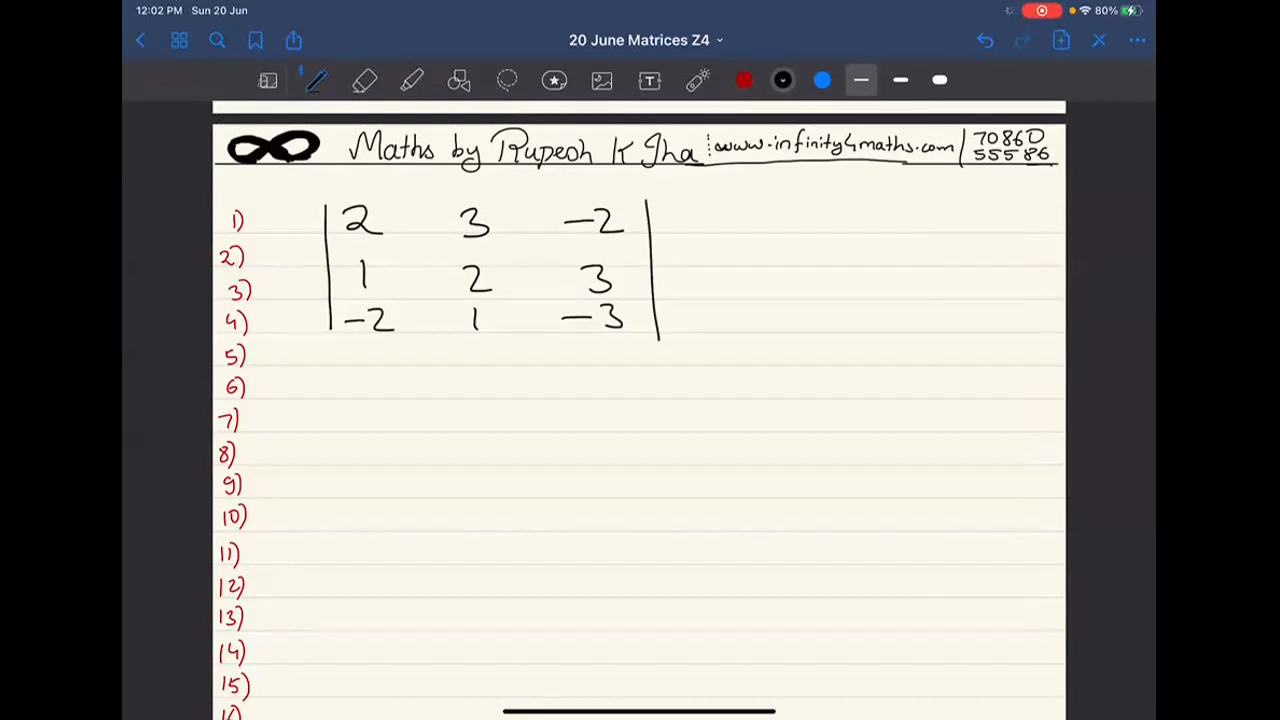 12:02 PM Sun 20 Jun 80%
20 June Matrices Z4
T
Maths by Rupesh K Jha www.infinity4maths.com 70860
55586
1) 2 3 -2
2)
3) 1 2 3
4) -2 1 -3
5)
6)
7)
8)
9)
10)
11)
12)
13)
14)
15)